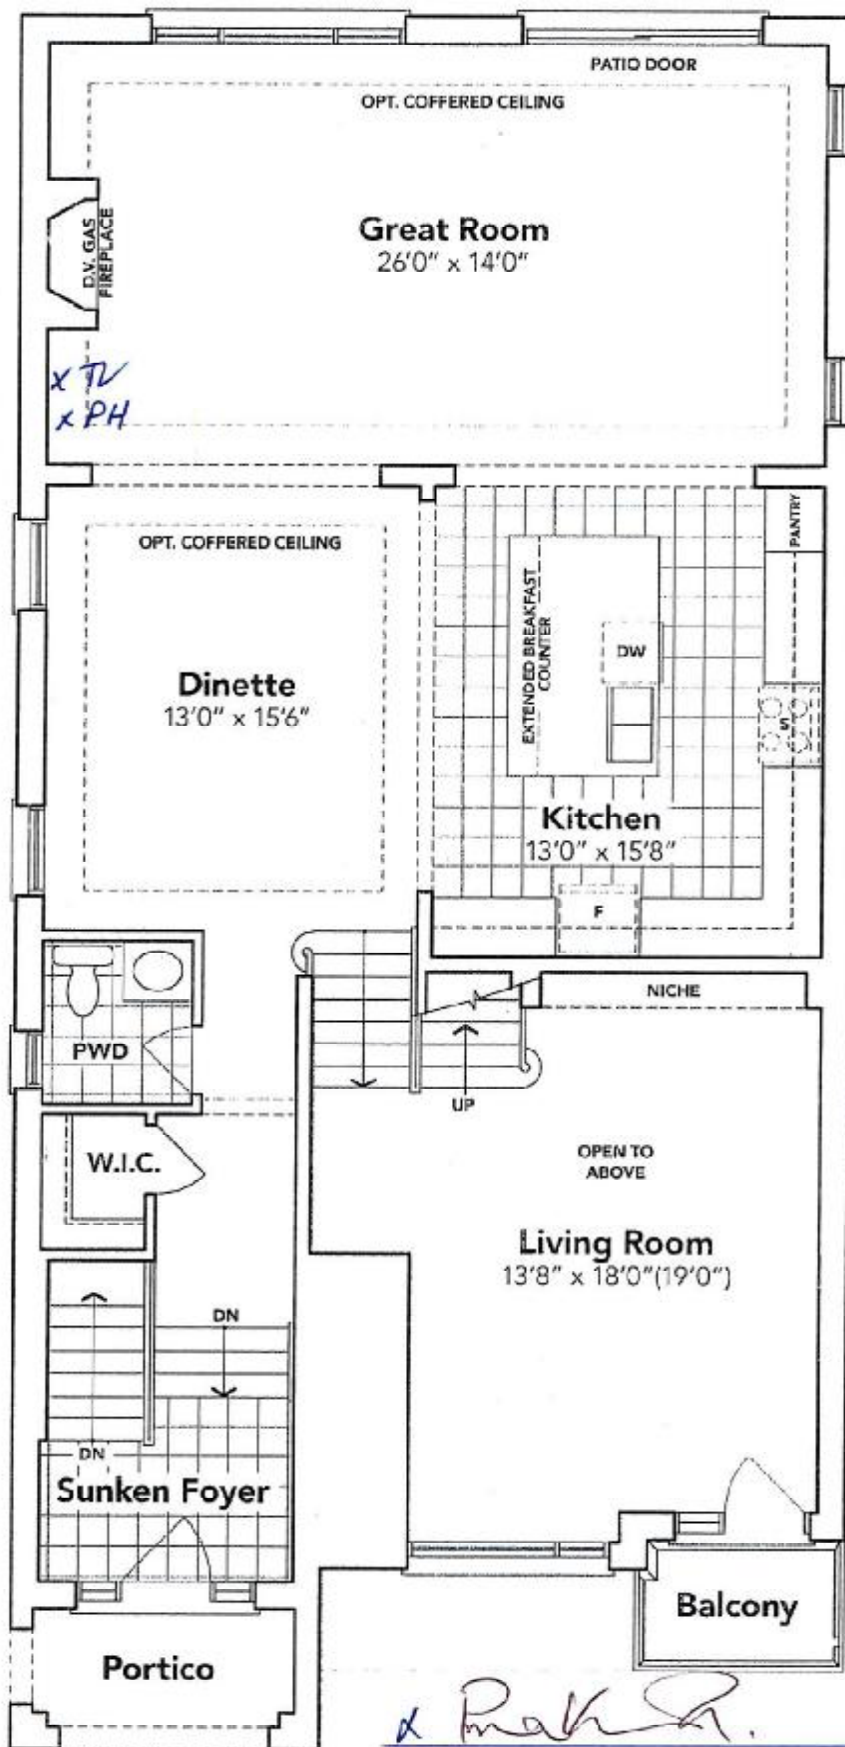 PATIO DOOR
OPT. COFFERED CEILING
Great Room
26'0" x 14'0"
D.V. GAS
FIREPLACE
x TV
x PH
OPT. COFFERED CEILING
PANTRY
EXTENDED BREAKFAST
COUNTER
DW
Dinette
13'0" x 15'6"
S
Kitchen
13'0" x 15'8"
F
NICHE
PWD
UP
W.I.C.
OPEN TO
ABOVE
Living Room
13'8" x 18'0"(19'0")
DN
DN
Sunken Foyer
Balcony
Portico
x